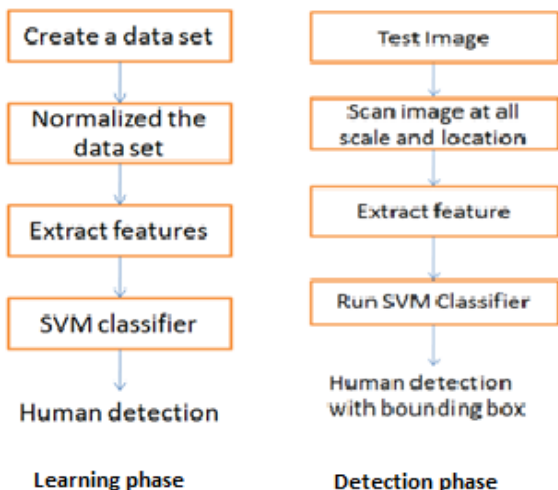 Create a data set
Normalized the
data set
Extract features
SVM classifier
Human detection
Learning phase
Test Image
Scan image at all
scale and location
Extract feature
Run SVM Classifier
Human detection
with bounding box
Detection phase